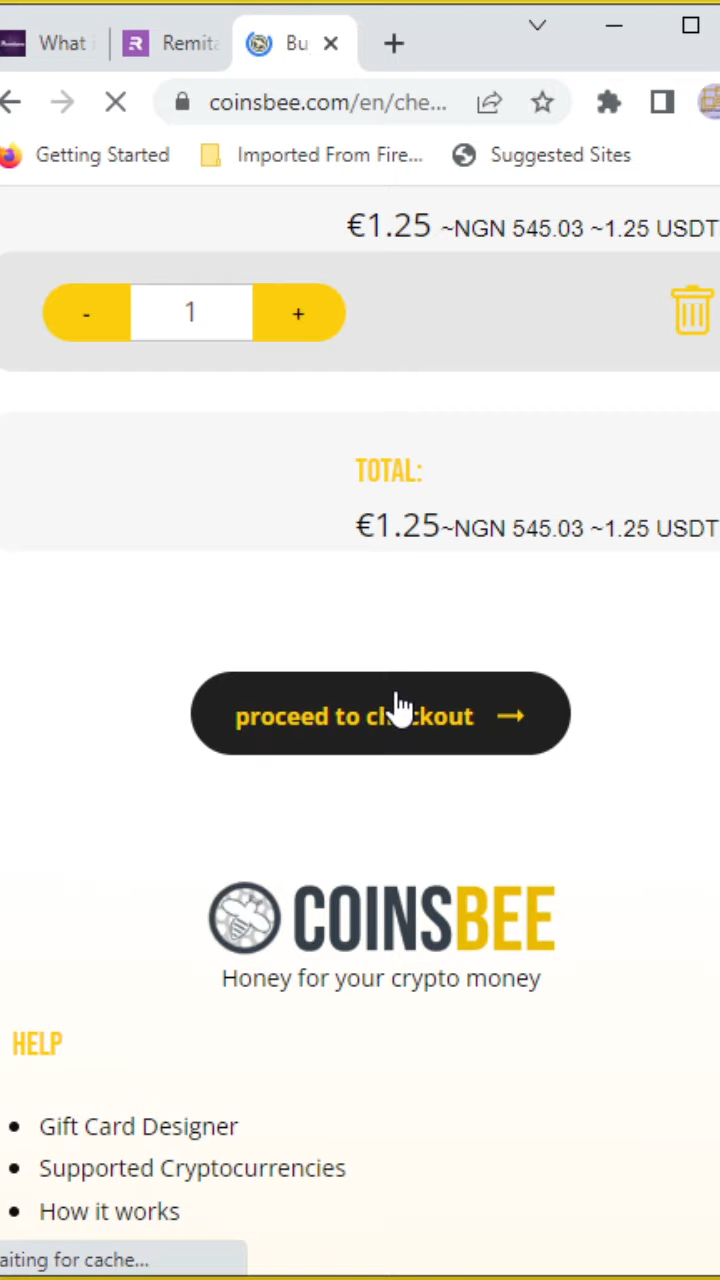 What i
Remita
Bu
coinsbee.com/en/che...
Getting Started
Imported From Fire...
Suggested Sites
€1.25 ~NGN 545.03 ~1.25 USDT
-
1
+
TOTAL:
€1.25~NGN 545.03 ~1.25 USDT
proceed to checkout
COINSBEE
Honey for your crypto money
HELP
Gift Card Designer
Supported Cryptocurrencies
How it works
aiting for cache...